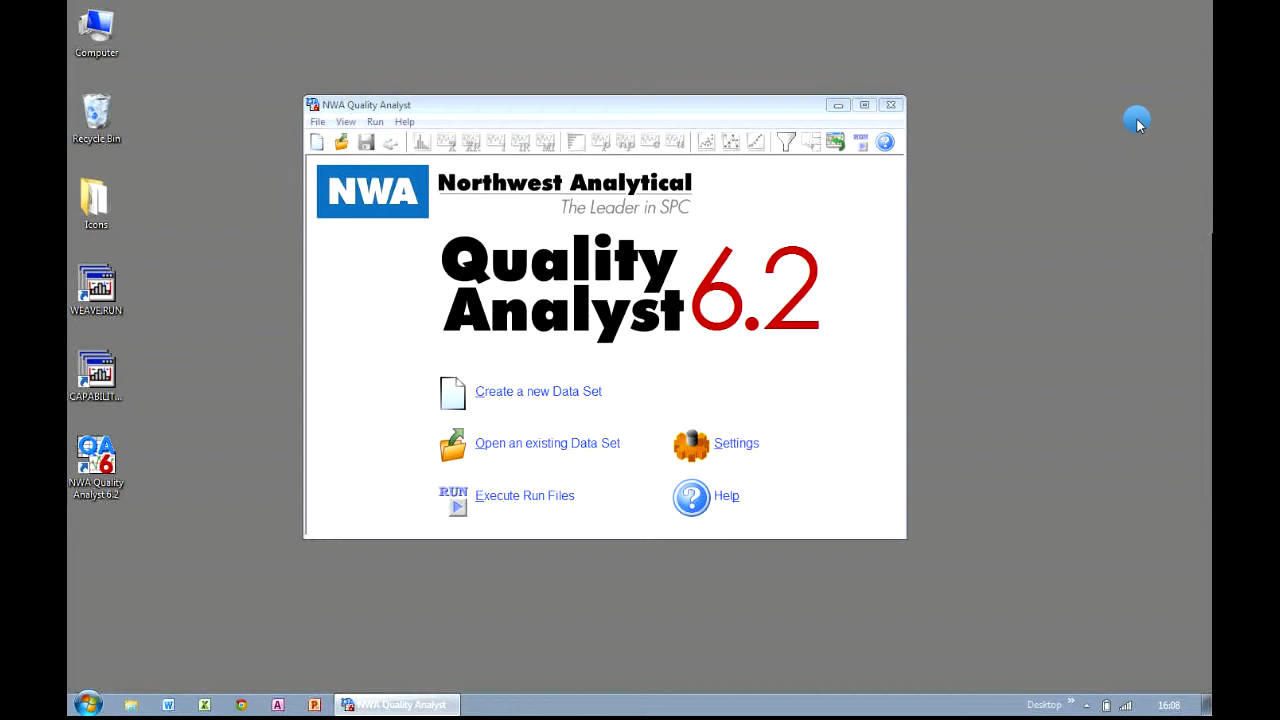 Computer
Recycle Bin
Icons
WEAVE.RUN
CAPABILIT...
NWA Quality
Analyst 6.2
NWA Quality Analyst
File View Run Help
NWA
Northwest Analytical
The Leader in SPC
Quality
Analyst 6.2
Create a new Data Set
Open an existing Data Set
Settings
RUN
Execute Run Files
Help
NWA Quality Analyst
Desktop
16:08